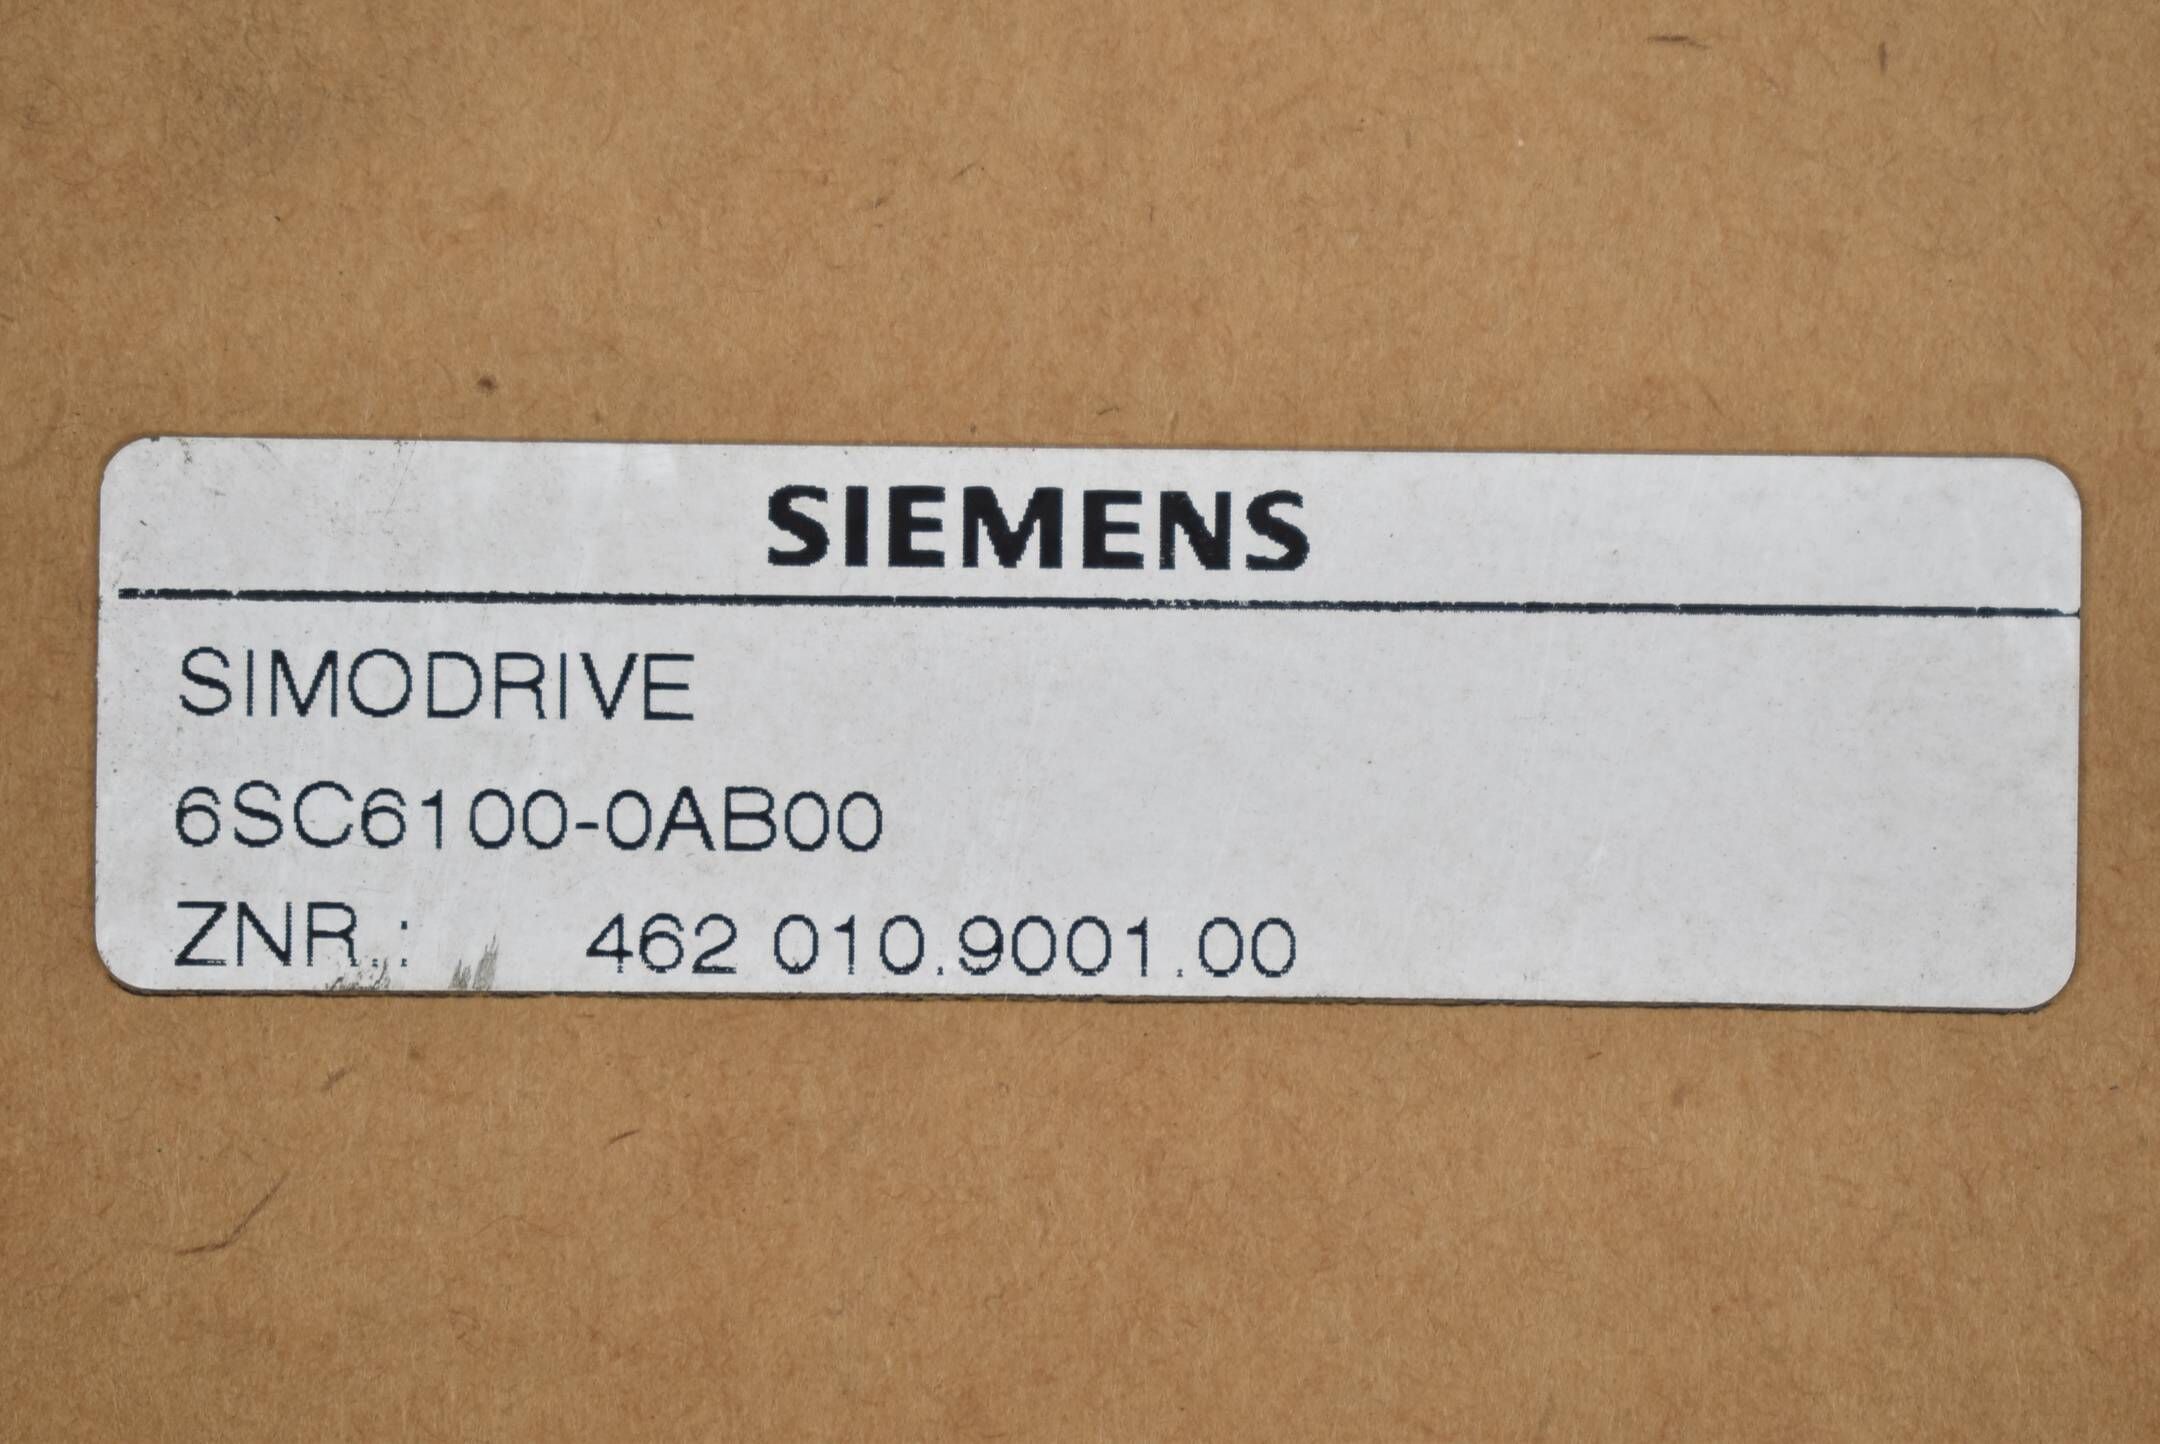 SIEMENS
SIMODRIVE
6SC6100-0AB00
ZNR.: 462 010.9001.00